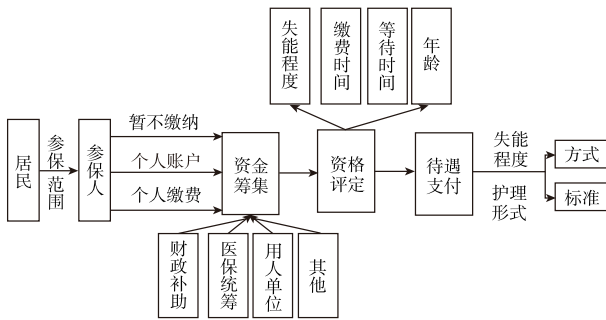 失能程度
缴费时间
等待时间
年龄
居民
参保范围
参保人
暂不缴纳
个人账户
个人缴费
资金
筹集
资格
评定
待遇
支付
失能
程度
护理
形式
方式
标准
财政补助
医保统筹
用人单位
其他